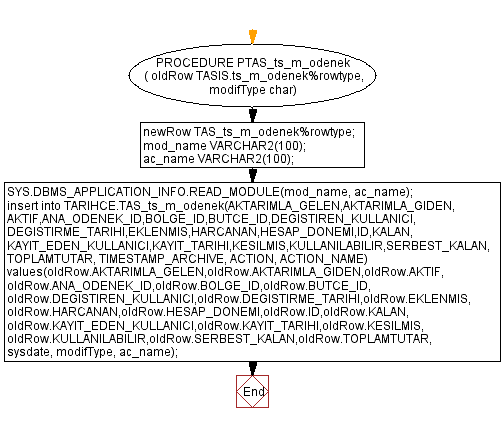 PROCEDURE PTAS_ts_m_odenek
( oldRow TASIS.ts_m_odenek%rowtype,
modifType char)
newRow TAS_ts_m_odenek%rowtype;
mod_name VARCHAR2(100);
ac_name VARCHAR2(100);
SYS.DBMS_APPLICATION_INFO.READ_MODULE(mod_name, ac_name);
insert into TARIHCE.TAS_ts_m_odenek(AKTARIMLA_GELEN,AKTARIMLA_GIDEN,
AKTIF,ANA_ODENEK_ID,BOLGE_ID,BUTCE_ID,DEGISTIREN_KULLANICI,
DEGISTIRME_TARIHI,EKLENMIS,HARCANAN,HESAP_DONEMI,ID,KALAN,
KAYIT_EDEN_KULLANICI,KAYIT_TARIHI,KESILMIS,KULLANILABILIR,SERBEST_KALAN,
TOPLAMTUTAR, TIMESTAMP_ARCHIVE, ACTION, ACTION_NAME)
values(oldRow.AKTARIMLA_GELEN,oldRow.AKTARIMLA_GIDEN,oldRow.AKTIF,
oldRow.ANA_ODENEK_ID,oldRow.BOLGE_ID,oldRow.BUTCE_ID,
oldRow.DEGISTIREN_KULLANICI,oldRow.DEGISTIRME_TARIHI,oldRow.EKLENMIS,
oldRow.HARCANAN,oldRow.HESAP_DONEMI,oldRow.ID,oldRow.KALAN,
oldRow.KAYIT_EDEN_KULLANICI,oldRow.KAYIT_TARIHI,oldRow.KESILMIS,
oldRow.KULLANILABILIR,oldRow.SERBEST_KALAN,oldRow.TOPLAMTUTAR,
sysdate, modifType, ac_name);
End